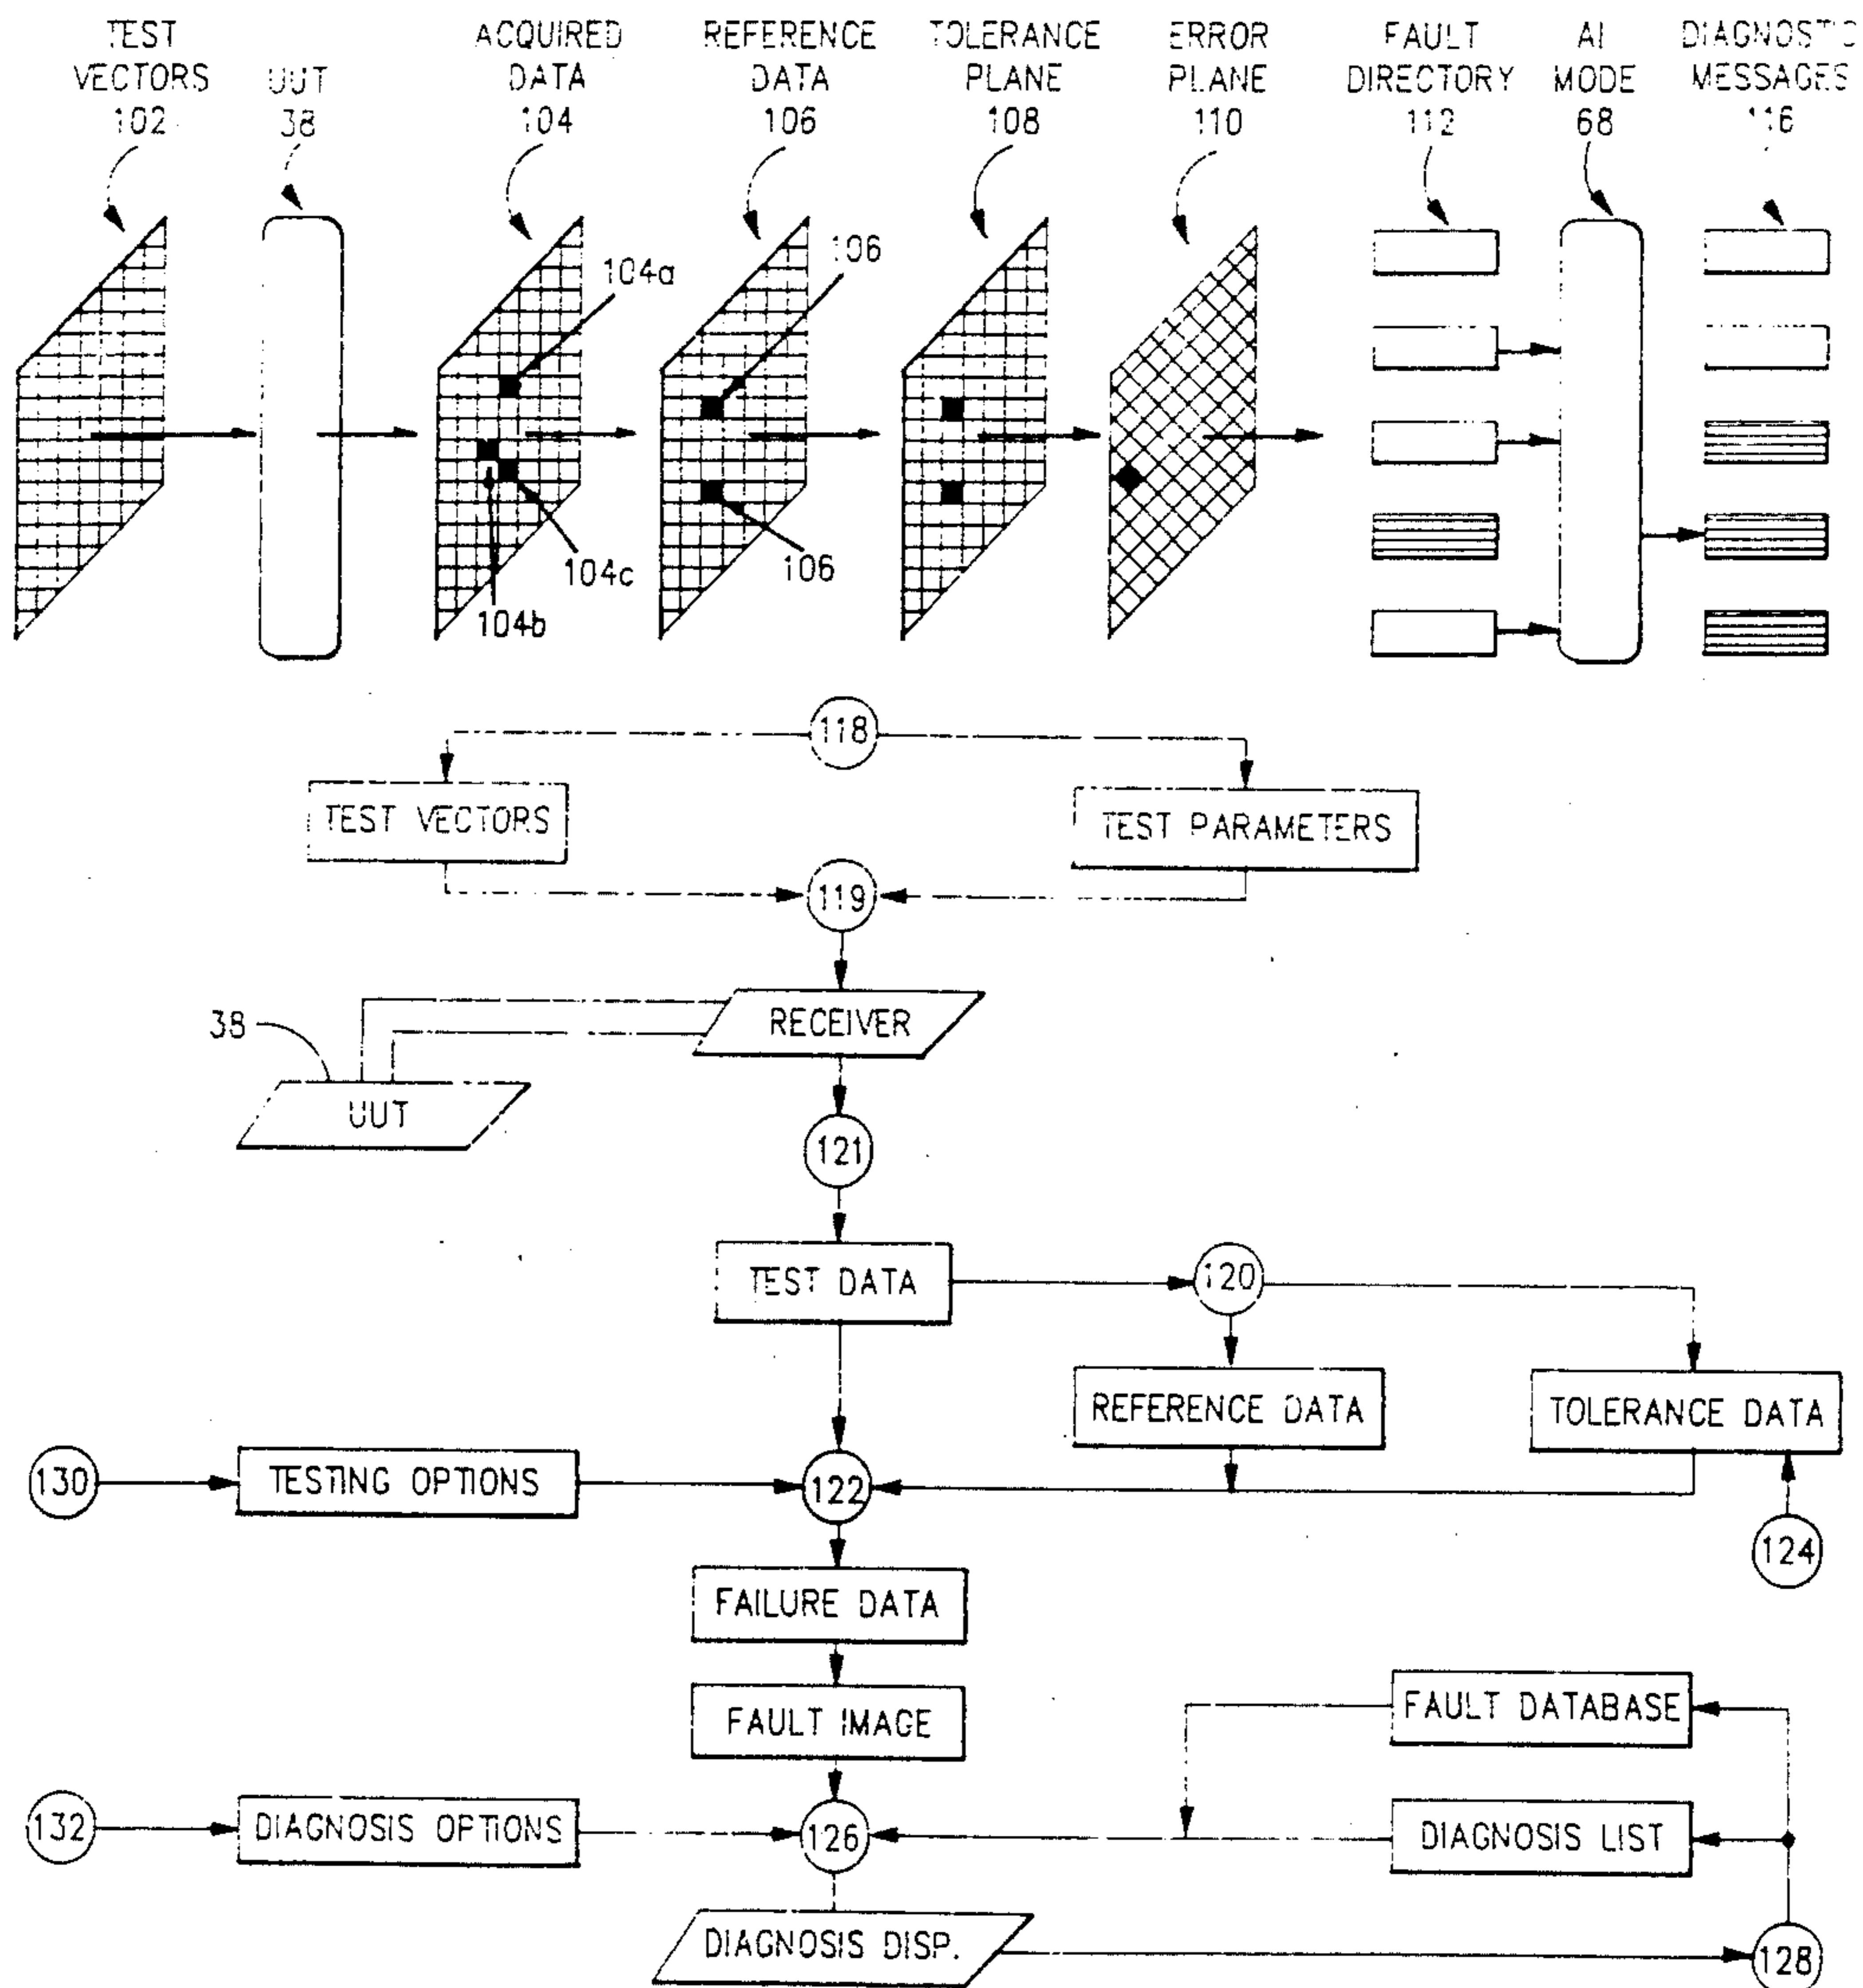 TEST
VECTORS
102
UUT
38
ACQUIRED
DATA
104
REFERENCE
DATA
106
TOLERANCE
PLANE
108
ERROR
PLANE
110
FAULT
DIRECTORY
112
AI
MODE
68
DIAGNOSTIC
MESSAGES
116
104a
106
104c
104b
106
118
TEST VECTORS
TEST PARAMETERS
119
RECEIVER
38
UUT
121
TEST DATA
120
REFERENCE DATA
TOLERANCE DATA
130
TESTING OPTIONS
122
124
FAILURE DATA
FAULT IMAGE
FAULT DATABASE
132
DIAGNOSIS OPTIONS
126
DIAGNOSIS LIST
DIAGNOSIS DISP.
128